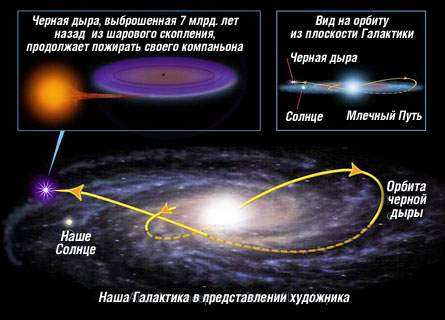 Черная дыра, выброшенная 7 млрд. лет
назад из шарового скопления,
продолжает пожирать своего компаньона
Вид на орбиту
из плоскости Галактики
Черная дыра
Солнце
Млечный Путь
Орбита
черной
дыры
Наше
Солнце
Наша Галактика в представлении художника